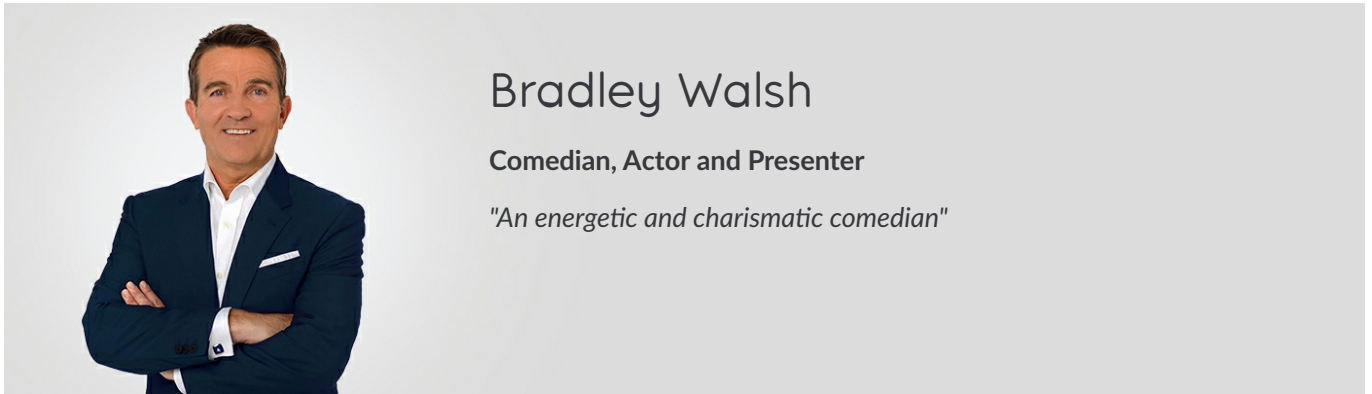 Bradley Walsh
Comedian, Actor and Presenter
"An energetic and charismatic comedian"